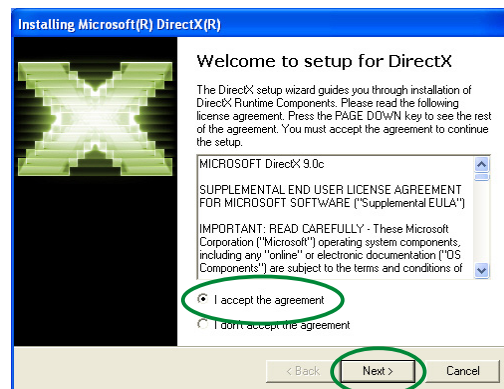 Installing Microsoft(R) DirectX(R)
Welcome to setup for DirectX
The DirectX setup wizard guides you through installation of
DirectX Runtime Components. Please read the following
license agreement. Press the PAGE DOWN key to see the rest
of the agreement. You must accept the agreement to continue
the setup.
MICROSOFT DirectX 9.0c
SUPPLEMENTAL END USER LICENSE AGREEMENT
FOR MICROSOFT SOFTWARE ("Supplemental EULA")
IMPORTANT: READ CAREFULLY - These Microsoft
Corporation ("Microsoft") operating system components,
including any "online" or electronic documentation ("OS
Components") are subject to the terms and conditions of
I accept the agreement
I don't accept the agreement
< Back Next > Cancel